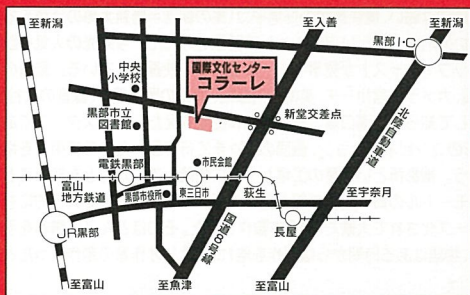 至新潟
至入善
至新潟
黒部I・C
中央
小学校
国際文化センター
コラーレ
黒部市立
図書館
新堂交差点
北陸自動車道
電鉄黒部
市民会館
富山
地方鉄道
黒部市役所
東三日市
荻生
至宇奈月
国道8号線
長屋
JR黒部
至富山
至魚津
至富山